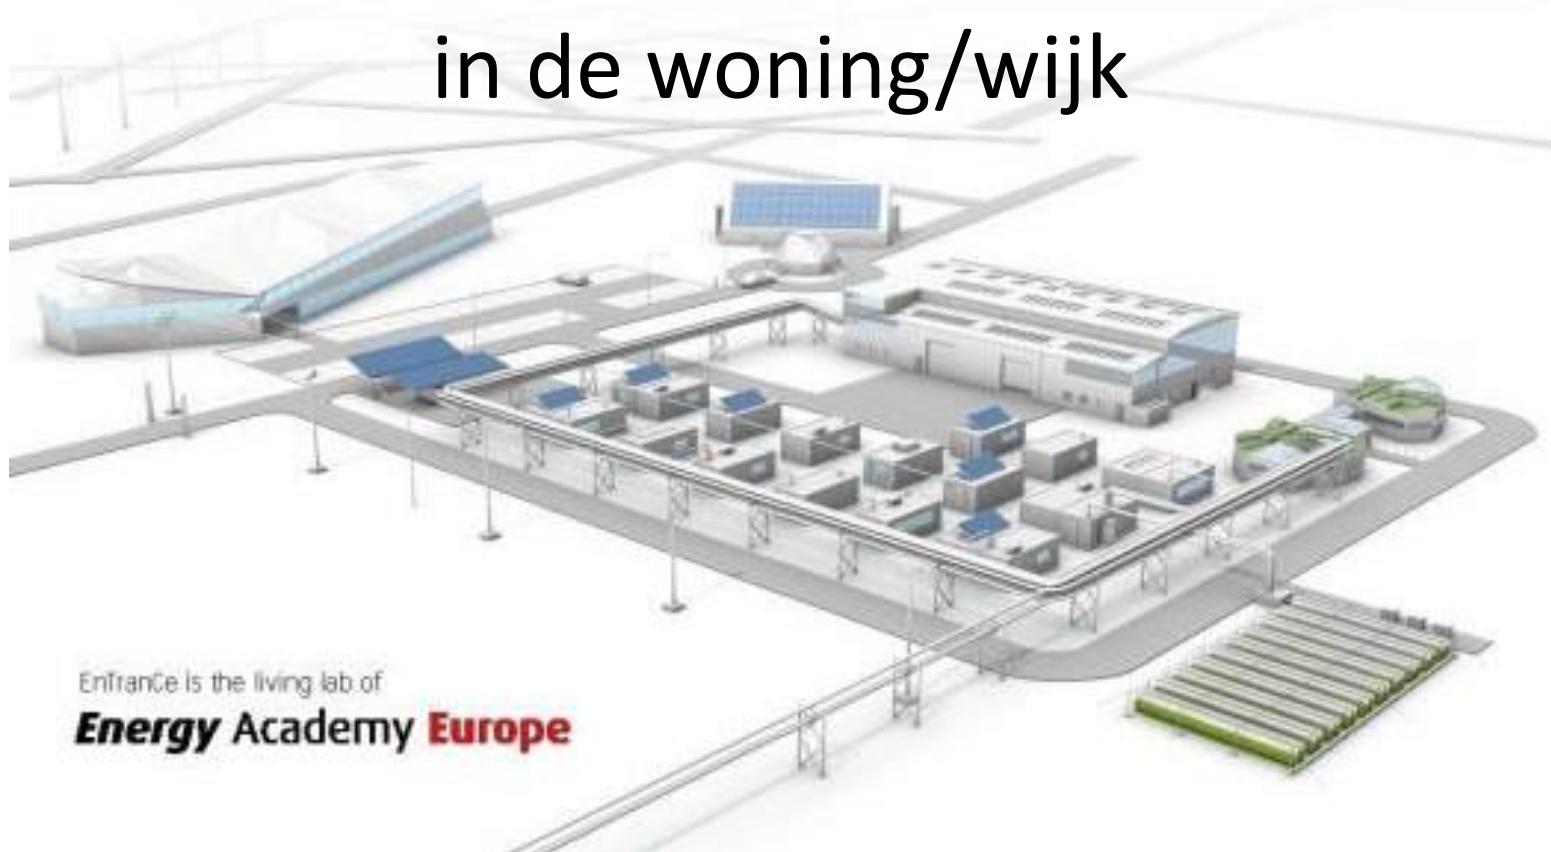 in de woning/wijk
EnTranCe is the living lab of
Energy Academy Europe